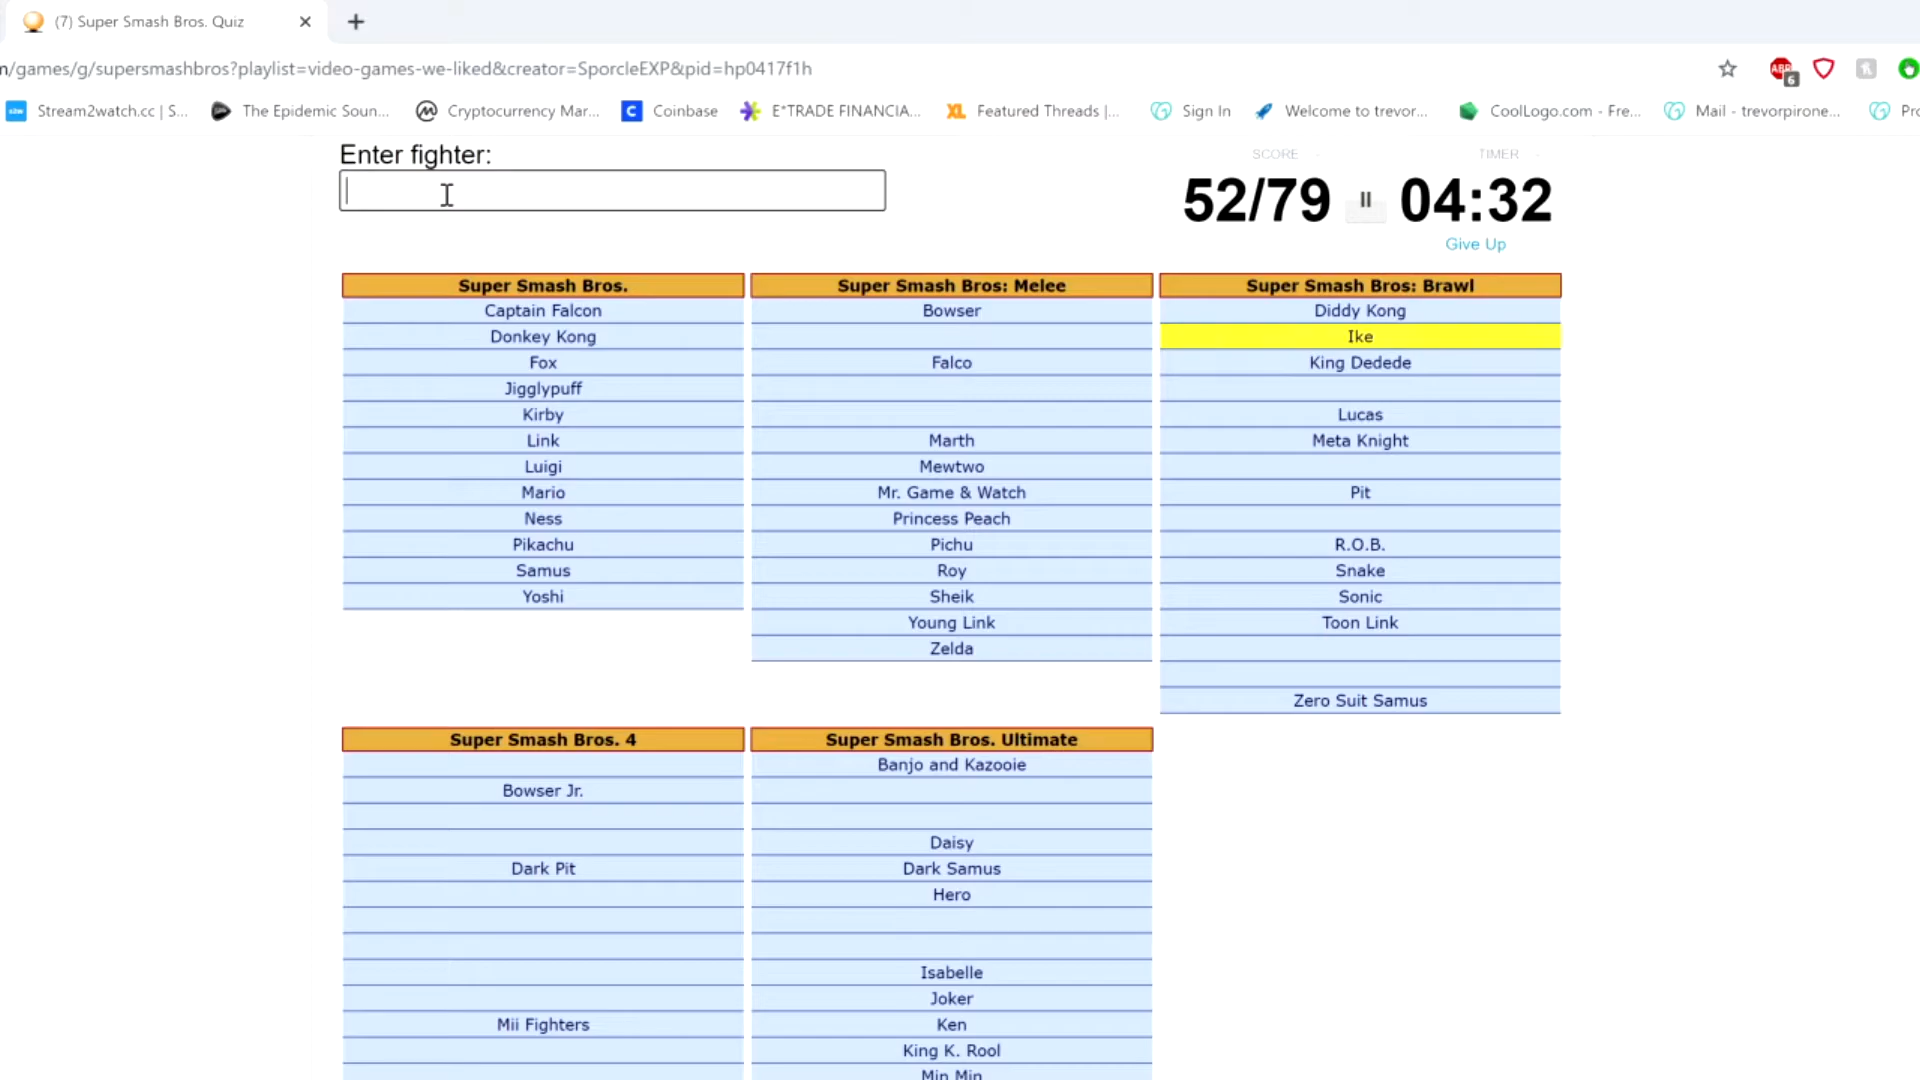 (7) Super Smash Bros. Quiz
/games/g/supersmashbros?playlist=video-games-we-liked&creator=SporcleEXP&pid=hp0417f1h
ABP
6
Stream2watch.cc | S...
The Epidemic Soun...
Cryptocurrency Mar...
C
Coinbase
E*TRADE FINANCIA...
XL
Featured Threads |...
Sign In
Welcome to trevor...
CoolLogo.com - Fre...
Mail - trevorpirone...
Pro
Enter fighter:
SCORE
TIMER
52/79
04:32
Give Up
Super Smash Bros.
Captain Falcon
Donkey Kong
Fox
Jigglypuff
Kirby
Link
Luigi
Mario
Ness
Pikachu
Samus
Yoshi
Super Smash Bros: Melee
Bowser
Falco
Marth
Mewtwo
Mr. Game & Watch
Princess Peach
Pichu
Roy
Sheik
Young Link
Zelda
Super Smash Bros: Brawl
Diddy Kong
Ike
King Dedede
Lucas
Meta Knight
Pit
R.O.B.
Snake
Sonic
Toon Link
Zero Suit Samus
Super Smash Bros. 4
Bowser Jr.
Dark Pit
Mii Fighters
Super Smash Bros. Ultimate
Banjo and Kazooie
Daisy
Dark Samus
Hero
Isabelle
Joker
Ken
King K. Rool
Min Min